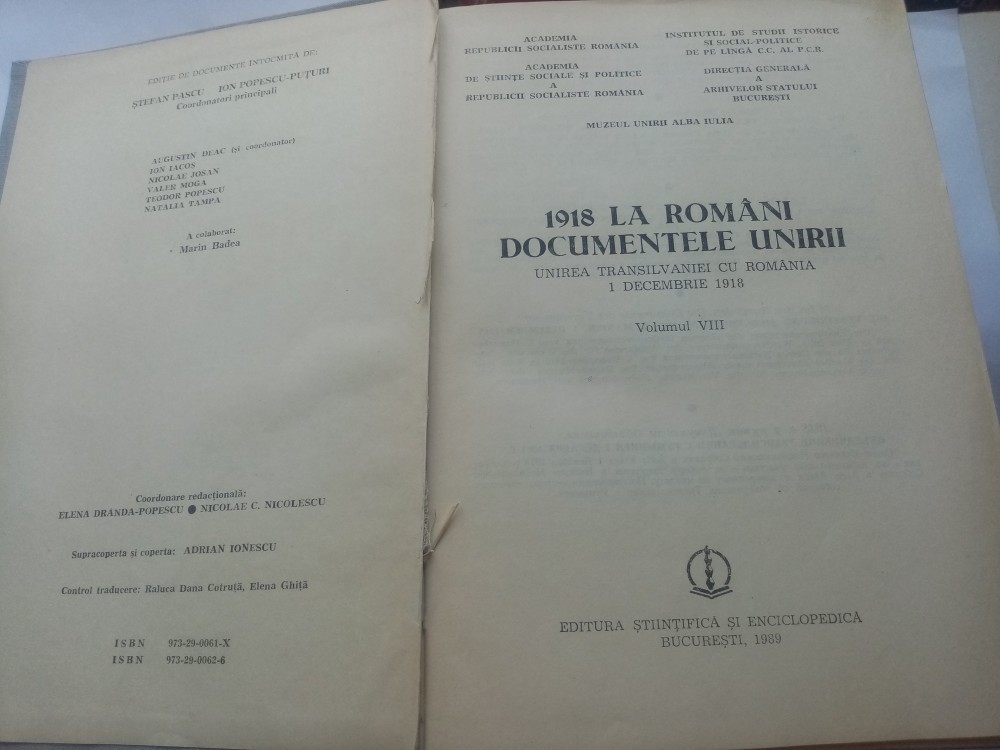 EDIȚIE DE DOCUMENTE ÎNTOCMITĂ DE:
ȘTEFAN PASCU ION POPESCU-PUȚURI
Coordonatori principali
AUGUSTIN DEAC (și coordonator)
ION IACOȘ
NICOLAE JOSAN
VALER MOGA
TEODOR POPESCU
NATALIA TAMPA
A colaborat:
Marin Badea
Coordonare redacțională:
ELENA DRANDA-POPESCU ● NICOLAE C. NICOLESCU
Supracoperta și coperta: ADRIAN IONESCU
Control traducere: Raluca Dana Cotruță, Elena Ghiță
ISBN 973-29-0061-X
ISBN 973-29-0062-6
ACADEMIA
REPUBLICII SOCIALISTE ROMÂNIA
INSTITUTUL DE STUDII ISTORICE
ȘI SOCIAL-POLITICE
DE PE LÎNGĂ C.C. AL P.C.R.
ACADEMIA
DE ȘTIINȚE SOCIALE ȘI POLITICE
A
REPUBLICII SOCIALISTE ROMÂNIA
DIRECȚIA GENERALĂ
A
ARHIVELOR STATULUI
BUCUREȘTI
MUZEUL UNIRII ALBA IULIA
1918 LA ROMÂNI
DOCUMENTELE UNIRII
UNIREA TRANSILVANIEI CU ROMÂNIA
1 DECEMBRIE 1918
Volumul VIII
EDITURA ȘTIINȚIFICĂ ȘI ENCICLOPEDICĂ
BUCUREȘTI, 1989